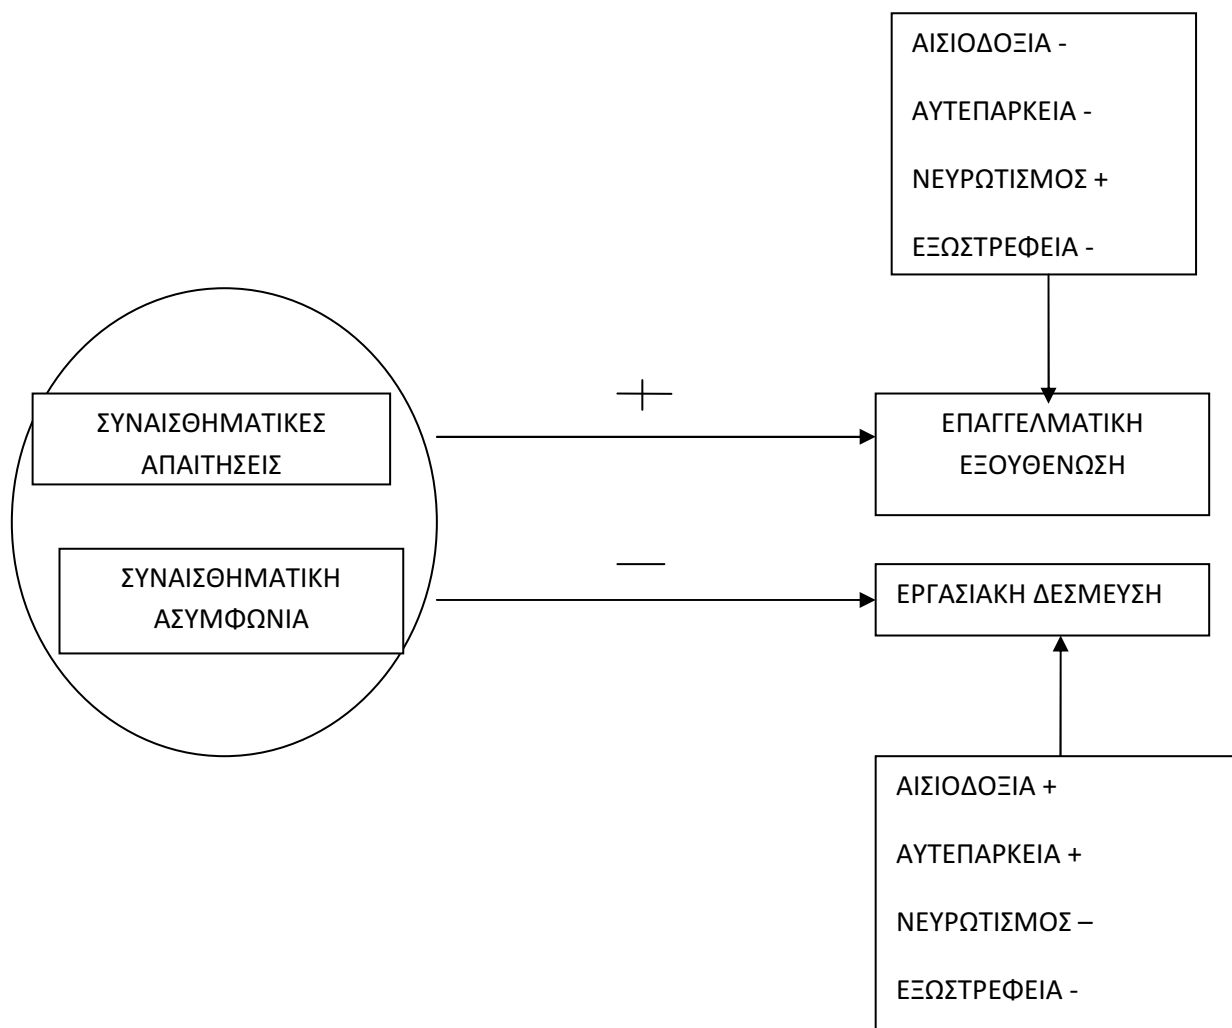 ΑΙΣΙΟΔΟΞΙΑ -
ΑΥΤΕΠΑΡΚΕΙΑ -
ΝΕΥΡΩΤΙΣΜΟΣ +
ΕΞΩΣΤΡΕΦΕΙΑ -
ΣΥΝΑΙΣΘΗΜΑΤΙΚΕΣ
ΑΠΑΙΤΗΣΕΙΣ
+
ΕΠΑΓΓΕΛΜΑΤΙΚΗ
ΕΞΟΥΘΕΝΩΣΗ
ΣΥΝΑΙΣΘΗΜΑΤΙΚΗ
ΑΣΥΜΦΩΝΙΑ
—
ΕΡΓΑΣΙΑΚΗ ΔΕΣΜΕΥΣΗ
ΑΙΣΙΟΔΟΞΙΑ +
ΑΥΤΕΠΑΡΚΕΙΑ +
ΝΕΥΡΩΤΙΣΜΟΣ –
ΕΞΩΣΤΡΕΦΕΙΑ -